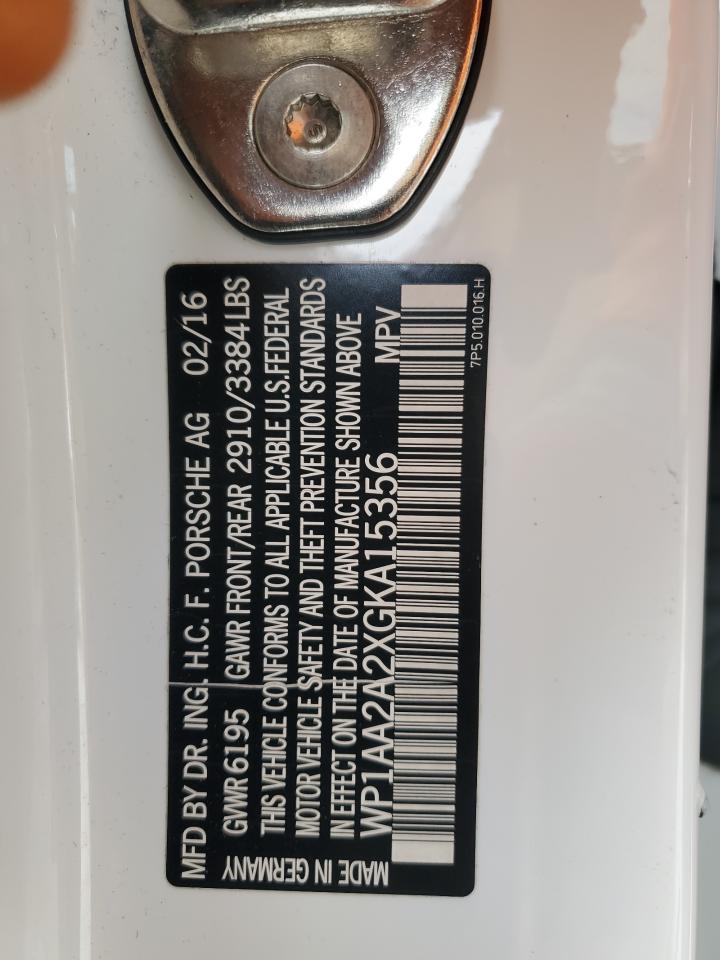 MFD BY DR. ING. H.C. F. PORSCHE AG 02/16
GVWR 6195 GAWR FRONT/REAR 2910/3384LBS
THIS VEHICLE CONFORMS TO ALL APPLICABLE U.S.FEDERAL
MOTOR VEHICLE SAFETY AND THEFT PREVENTION STANDARDS
IN EFFECT ON THE DATE OF MANUFACTURE SHOWN ABOVE
WP1AA2A2XGKA15356 MPV
MADE IN GERMANY
7P5.010.016.H